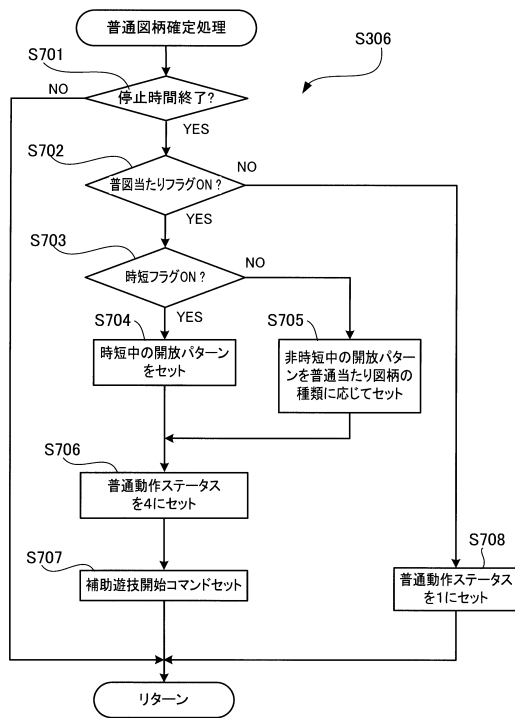 普通図柄確定処理
S701
S306
停止時間終了?
NO
YES
S702
普図当たりフラグON?
NO
YES
S703
時短フラグON?
NO
YES
S704
時短中の開放パターン
をセット
S705
非時短中の開放パター
ンを普通当たり図柄の
種類に応じてセット
S706
普通動作ステータス
を4にセット
S707
補助遊技開始コマンドセット
S708
普通動作ステータス
を1にセット
リターン